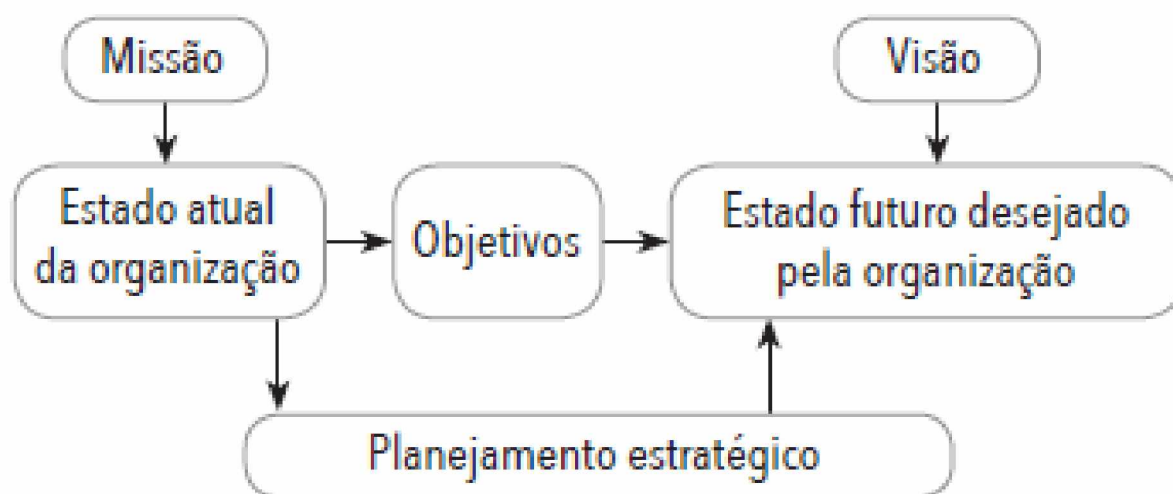 Missão
Visão
Estado atual
da organização
Objetivos
Estado futuro desejado
pela organização
Planejamento estratégico